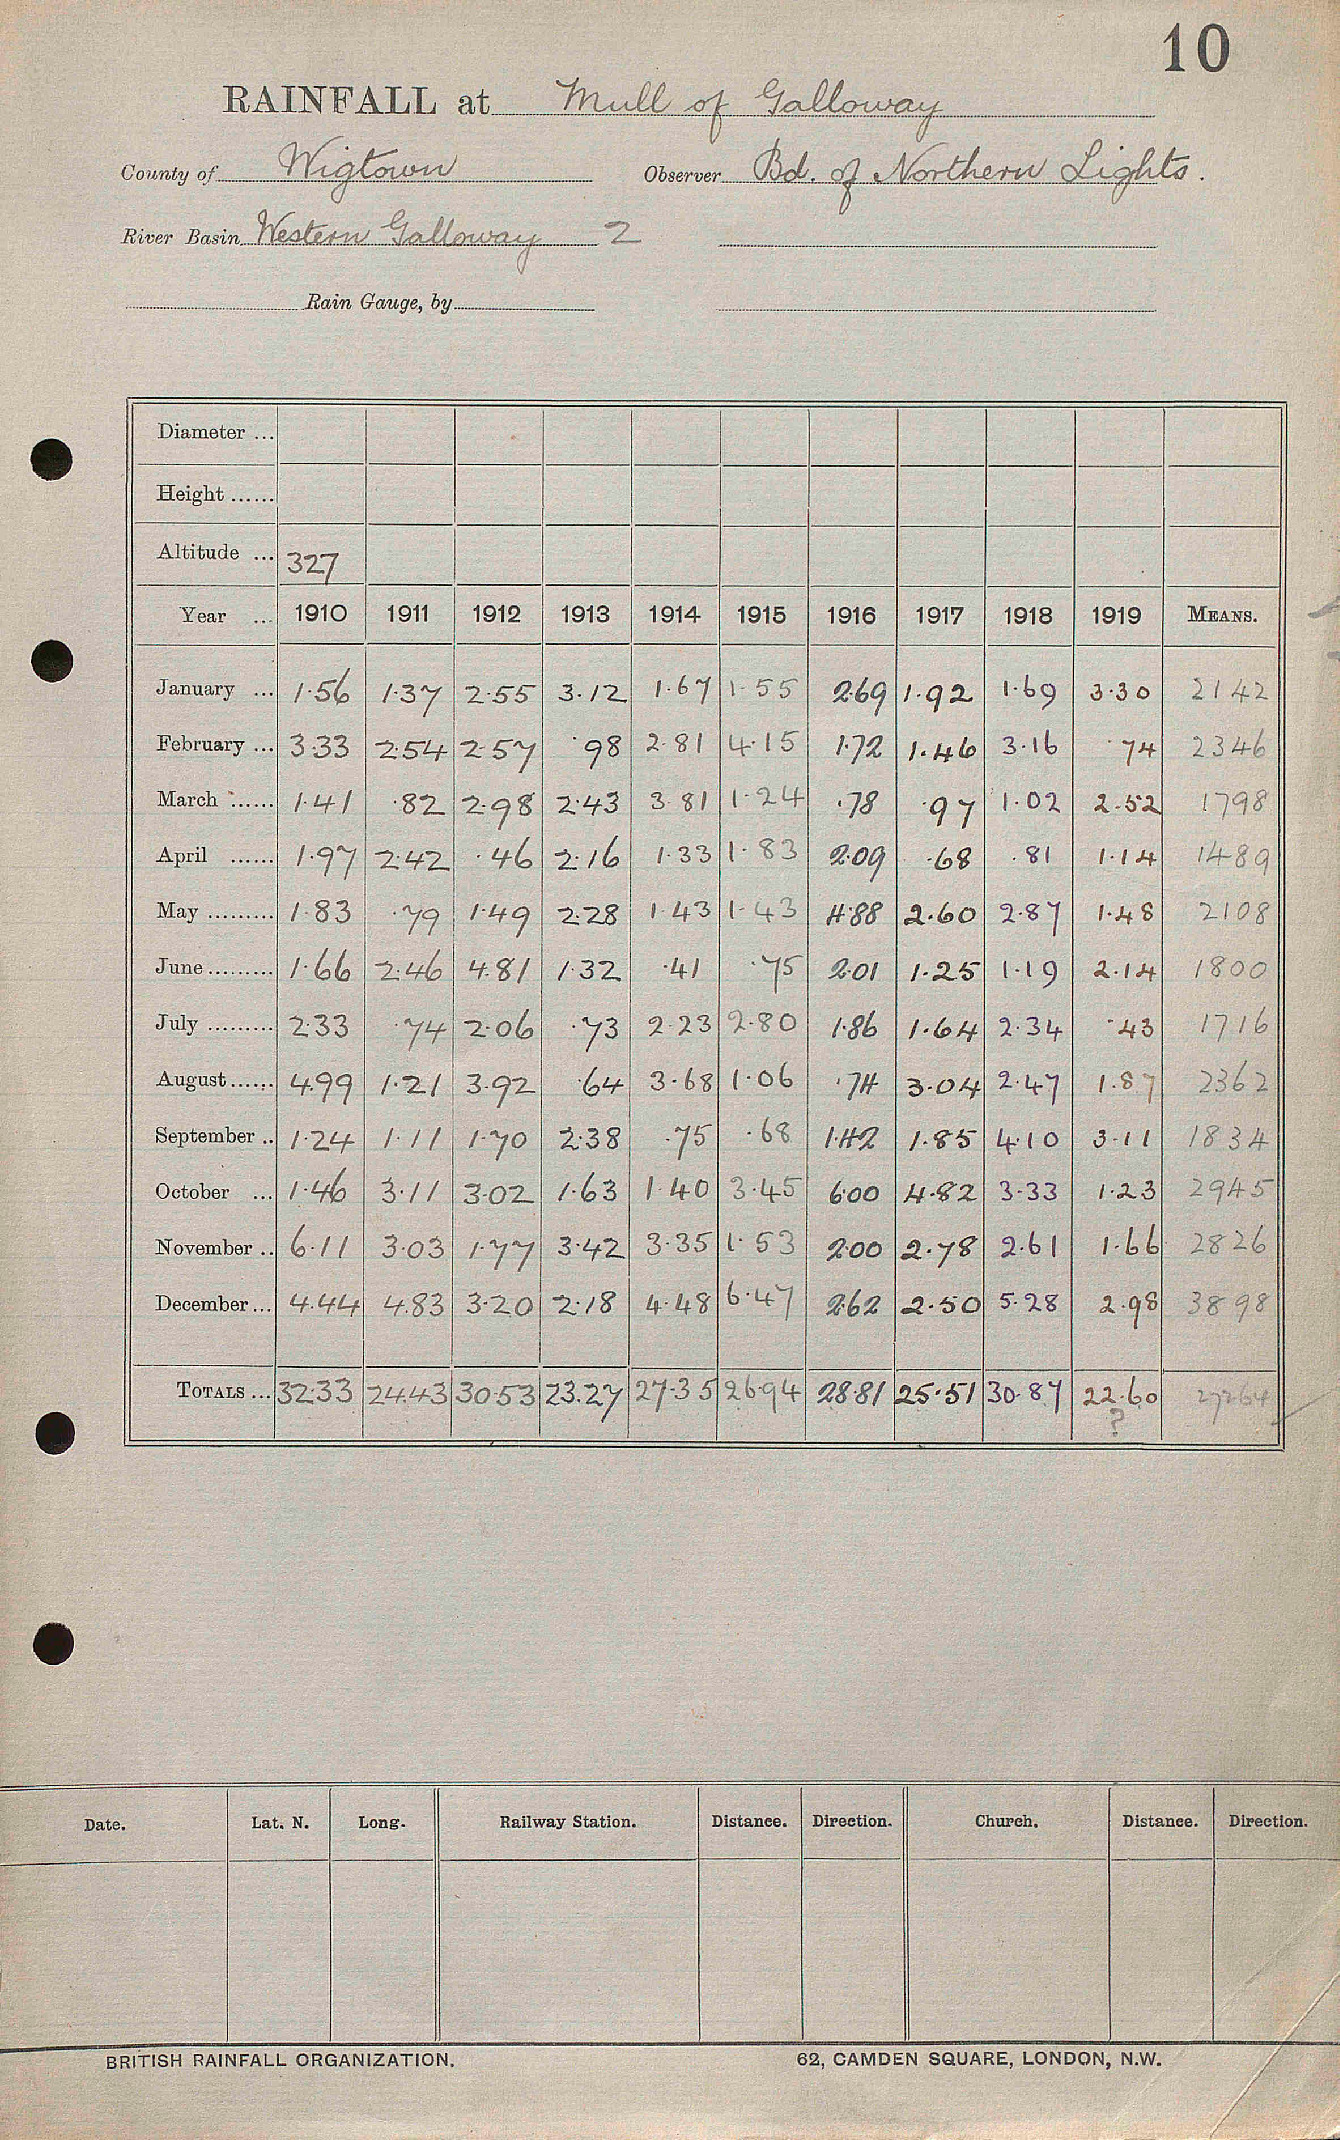 10
RAINFALL at Mull of Galloway
County of Wigtown Observer Bd. of Northern Lights.
River Basin Western Galloway 2
Rain Gauge, by
Diameter ...
Height ......
Altitude ... 327
Year ... 1910 1911 1912 1913 1914 1915 1916 1917 1918 1919 MEANS.
January ... 1.56 1.37 2.55 3.12 1.67 1.55 2.69 1.92 1.69 3.30 2142
February ... 3.33 2.54 2.57 .98 2.81 4.15 1.72 1.46 3.16 .74 2346
March ...... 1.41 .82 2.98 2.43 3.81 1.24 .78 .97 1.02 2.52 1798
April ...... 1.97 2.42 .46 2.16 1.33 1.83 2.09 .68 .81 1.14 1489
May ......... 1.83 .79 1.49 2.28 1.43 1.43 4.88 2.60 2.87 1.48 2108
June ......... 1.66 2.46 4.81 1.32 .41 .75 2.01 1.25 1.19 2.14 1800
July ......... 2.33 .74 2.06 .73 2.23 2.80 1.86 1.64 2.34 .43 1716
August ...... 4.99 1.21 3.92 .64 3.68 1.06 .74 3.04 2.47 1.87 2362
September .. 1.24 1.11 1.70 2.38 .75 .68 1.42 1.85 4.10 3.11 1834
October ... 1.46 3.11 3.02 1.63 1.40 3.45 6.00 4.82 3.33 1.23 2945
November .. 6.11 3.03 1.77 3.42 3.35 1.53 2.00 2.78 2.61 1.66 2826
December ... 4.44 4.83 3.20 2.18 4.48 6.47 2.62 2.50 5.28 2.98 3898
TOTALS ... 32.33 24.43 30.53 23.27 27.35 26.94 28.81 25.51 30.87 22.60 27264
?
Date. Lat. N. Long. Railway Station. Distance. Direction. Church. Distance. Direction.
BRITISH RAINFALL ORGANIZATION. 62, CAMDEN SQUARE, LONDON, N.W.